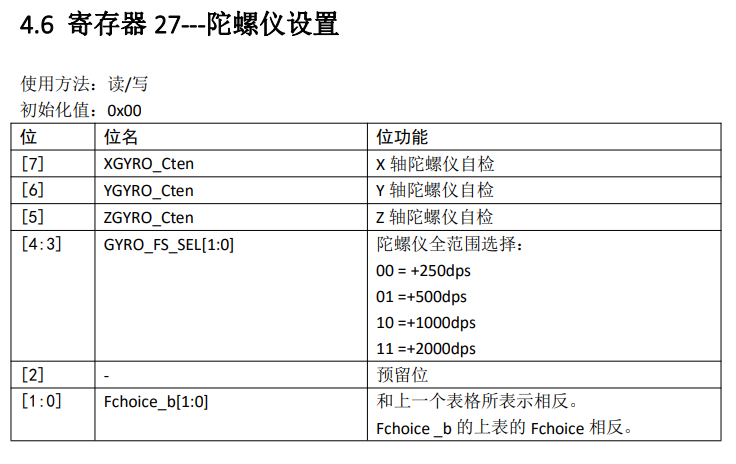 4.6 寄存器 27---陀螺仪设置
使用方法：读/写
初始化值：0x00
位 位名 位功能
[7] XGYRO_Cten X 轴陀螺仪自检
[6] YGYRO_Cten Y 轴陀螺仪自检
[5] ZGYRO_Cten Z 轴陀螺仪自检
[4:3] GYRO_FS_SEL[1:0] 陀螺仪全范围选择：
00 = +250dps
01 =+500dps
10 =+1000dps
11 =+2000dps
[2] - 预留位
[1:0] Fchoice_b[1:0] 和上一个表格所表示相反。
Fchoice _b 的上表的 Fchoice 相反。